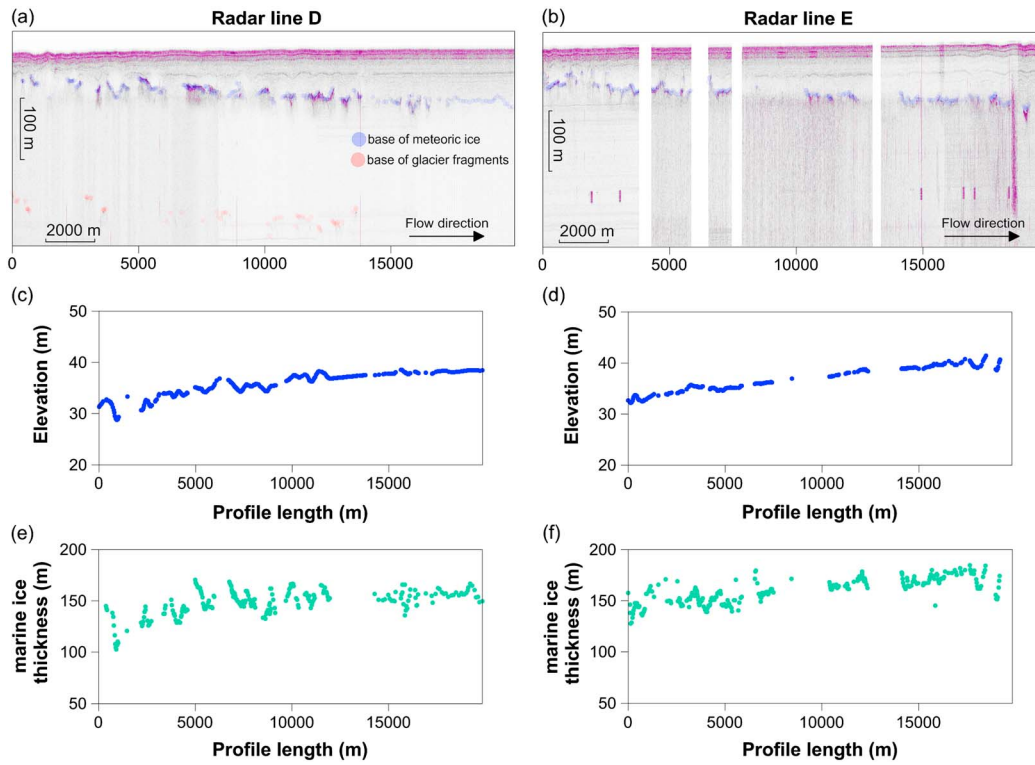 (a) Radar line D
100 m
base of meteoric ice
base of glacier fragments
2000 m
Flow direction
0 5000 10000 15000
(b) Radar line E
100 m
2000 m
Flow direction
0 5000 10000 15000
(c)
Elevation (m)
50
40
30
20
0 5000 10000 15000
Profile length (m)
(d)
Elevation (m)
50
40
30
20
0 5000 10000 15000
Profile length (m)
(e)
marine ice
thickness (m)
200
150
100
50
0 5000 10000 15000
Profile length (m)
(f)
marine ice
thickness (m)
200
150
100
50
0 5000 10000 15000
Profile length (m)